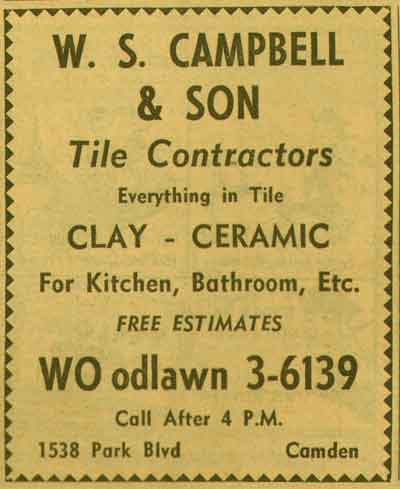 W. S. CAMPBELL
& SON
Tile Contractors
Everything in Tile
CLAY - CERAMIC
For Kitchen, Bathroom, Etc.
FREE ESTIMATES
WO odlawn 3-6139
Call After 4 P.M.
1538 Park Blvd Camden